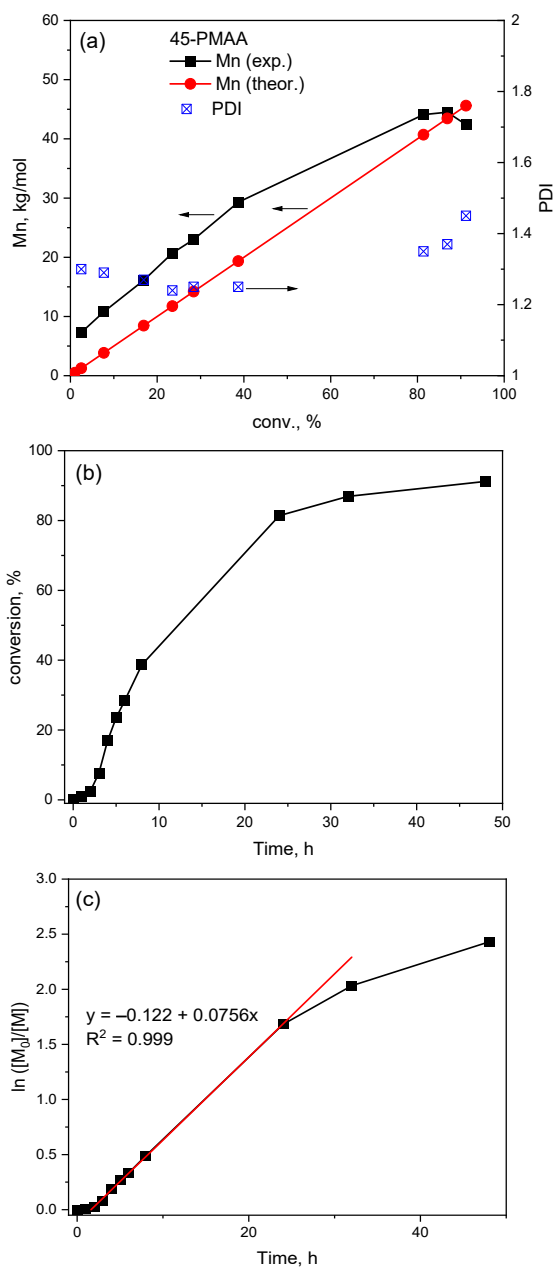 (a)
45-PMAA
Mn (exp.)
Mn (theor.)
PDI
60
50
40
30
20
10
0
Mn, kg/mol
2
1.8
1.6
1.4
1.2
1
PDI
0 20 40 60 80 100
conv., %
(b)
100
80
60
40
20
0
conversion, %
0 10 20 30 40 50
Time, h
(c)
3.0
2.5
2.0
1.5
1.0
0.5
0.0
ln ([M₀]/[M])
y = –0.122 + 0.0756x
R² = 0.999
0 20 40
Time, h